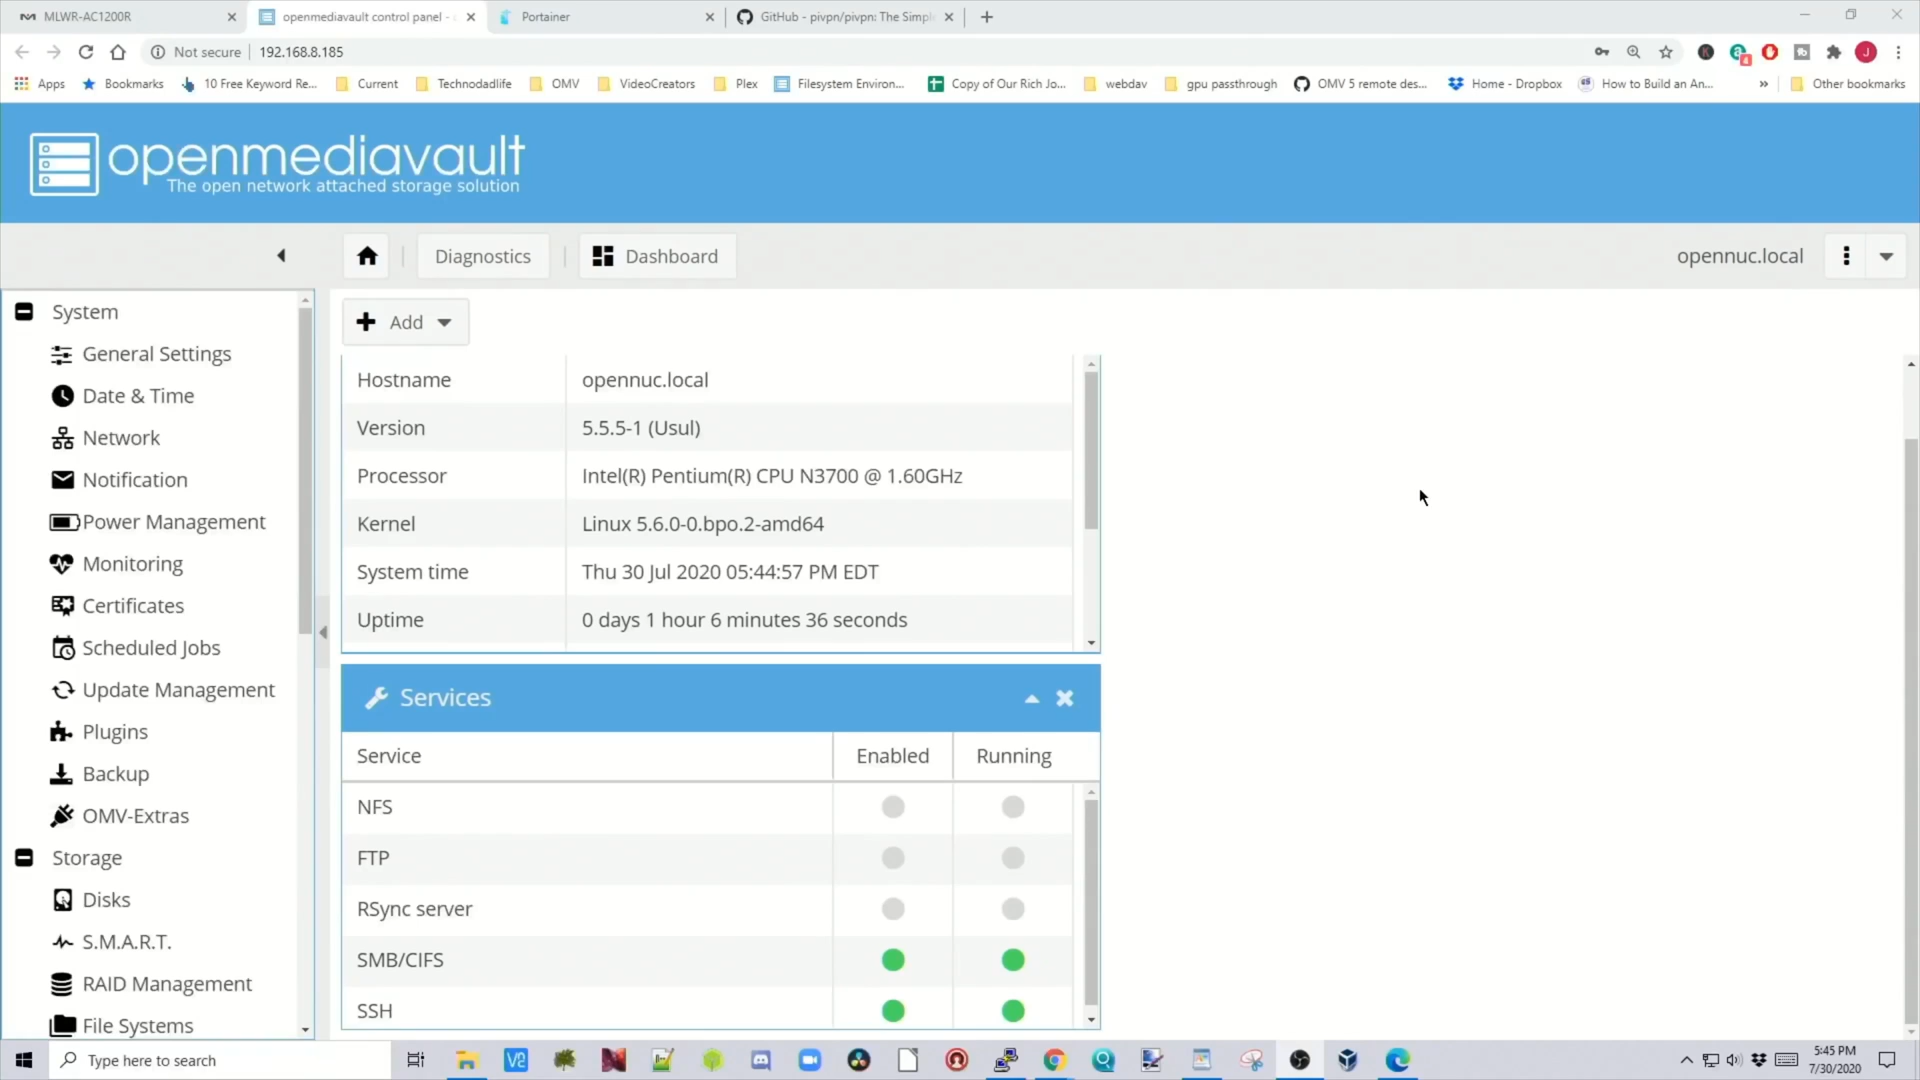 MLWR-AC1200R
openmediavault control panel -
Portainer
GitHub - pivpn/pivpn: The Simpl
Not secure
192.168.8.185
Apps
Bookmarks
10 Free Keyword Re...
Current
Technodadlife
OMV
VideoCreators
Plex
Filesystem Environ...
Copy of Our Rich Jo...
webdav
gpu passthrough
OMV 5 remote des...
Home - Dropbox
How to Build an An...
»
Other bookmarks
openmediavault
The open network attached storage solution
Diagnostics
Dashboard
opennuc.local
System
General Settings
Date & Time
Network
Notification
Power Management
Monitoring
Certificates
Scheduled Jobs
Update Management
Plugins
Backup
OMV-Extras
Storage
Disks
S.M.A.R.T.
RAID Management
File Systems
Add
Hostname opennuc.local
Version 5.5.5-1 (Usul)
Processor Intel(R) Pentium(R) CPU N3700 @ 1.60GHz
Kernel Linux 5.6.0-0.bpo.2-amd64
System time Thu 30 Jul 2020 05:44:57 PM EDT
Uptime 0 days 1 hour 6 minutes 36 seconds
Services
Service Enabled Running
NFS
FTP
RSync server
SMB/CIFS
SSH
Type here to search
5:45 PM
7/30/2020